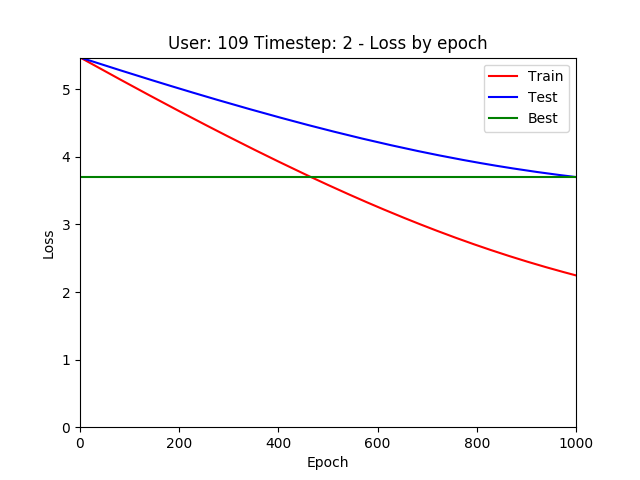 User: 109 Timestep: 2 - Loss by epoch
Train
Test
Best
5
4
3
2
1
0
Loss
0 200 400 600 800 1000
Epoch